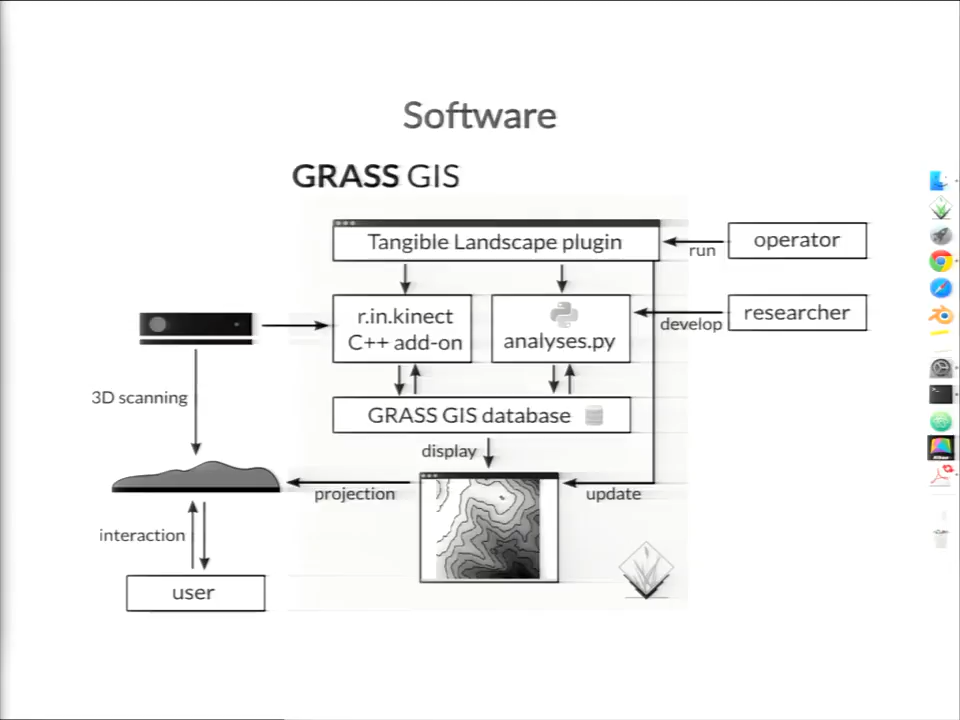 Software
GRASS GIS
Tangible Landscape plugin
run
operator
r.in.kinect
C++ add-on
analyses.py
develop
researcher
3D scanning
GRASS GIS database
display
projection
update
interaction
user